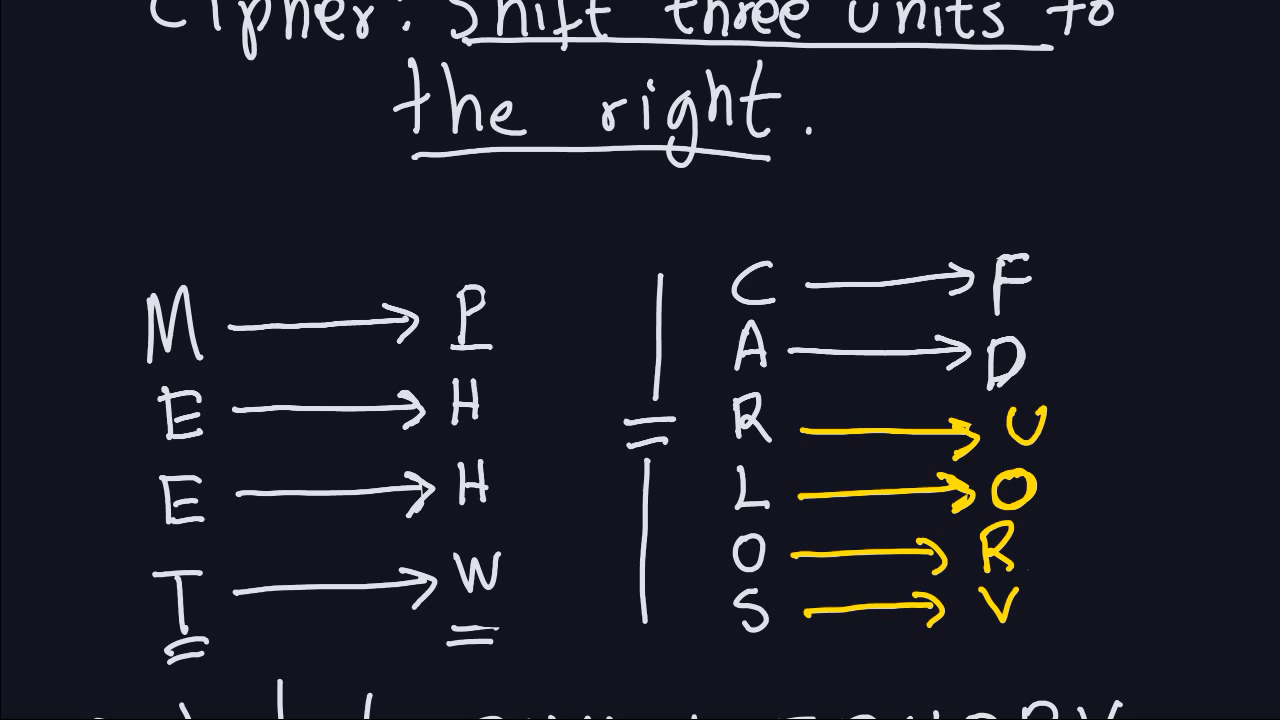 Cipher: Shift three units to
the right.
M → P
E → H
E → H
T → W
C → F
A → D
R → U
L → O
O → R
S → V